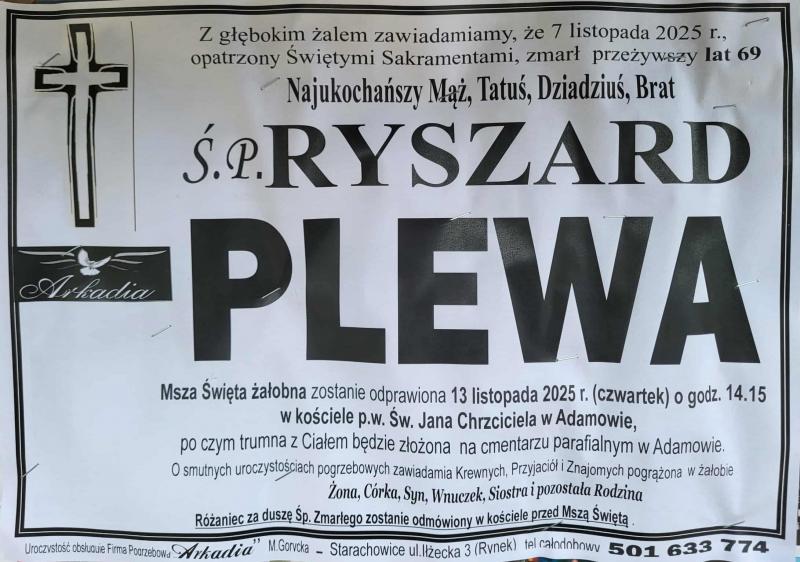 Z głębokim żalem zawiadamiamy, że 7 listopada 2025 r.,
opatrzony Świętymi Sakramentami, zmarł przeżywszy lat 69
Najukochańszy Mąż, Tatuś, Dziadziuś, Brat
Ś.P. RYSZARD
PLEWA
Arkadia
Msza Święta żałobna zostanie odprawiona 13 listopada 2025 r. (czwartek) o godz. 14.15
w kościele p.w. Św. Jana Chrzciciela w Adamowie,
po czym trumna z Ciałem będzie złożona na cmentarzu parafialnym w Adamowie.
O smutnych uroczystościach pogrzebowych zawiadamia Krewnych, Przyjaciół i Znajomych pogrążona w żałobie
Żona, Córka, Syn, Wnuczek, Siostra i pozostała Rodzina
Różaniec za duszę Śp. Zmarłego zostanie odmówiony w kościele przed Mszą Świętą.
Uroczystość obsługuje Firma Pogrzebowa "Arkadia" M.Gorycka – Starachowice ul.Iłżecka 3 (Rynek) tel.całodobowy 501 633 774